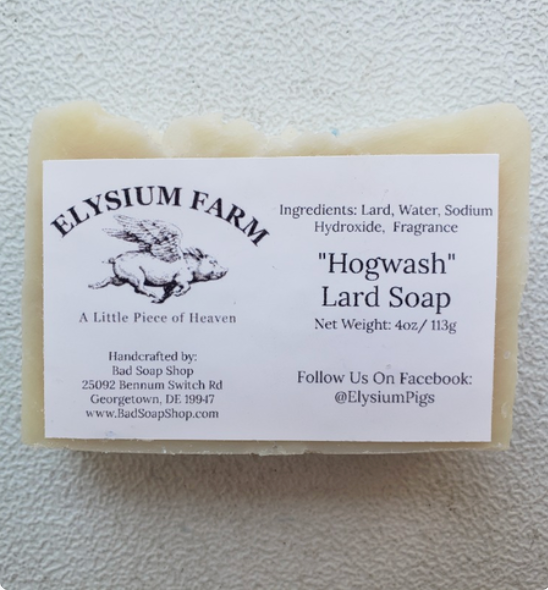 ELYSIUM FARM
A Little Piece of Heaven
Handcrafted by:
Bad Soap Shop
25092 Bennum Switch Rd
Georgetown, DE 19947
www.BadSoapShop.com
Ingredients: Lard, Water, Sodium
Hydroxide, Fragrance
"Hogwash"
Lard Soap
Net Weight: 4oz/ 113g
Follow Us On Facebook:
@ElysiumPigs